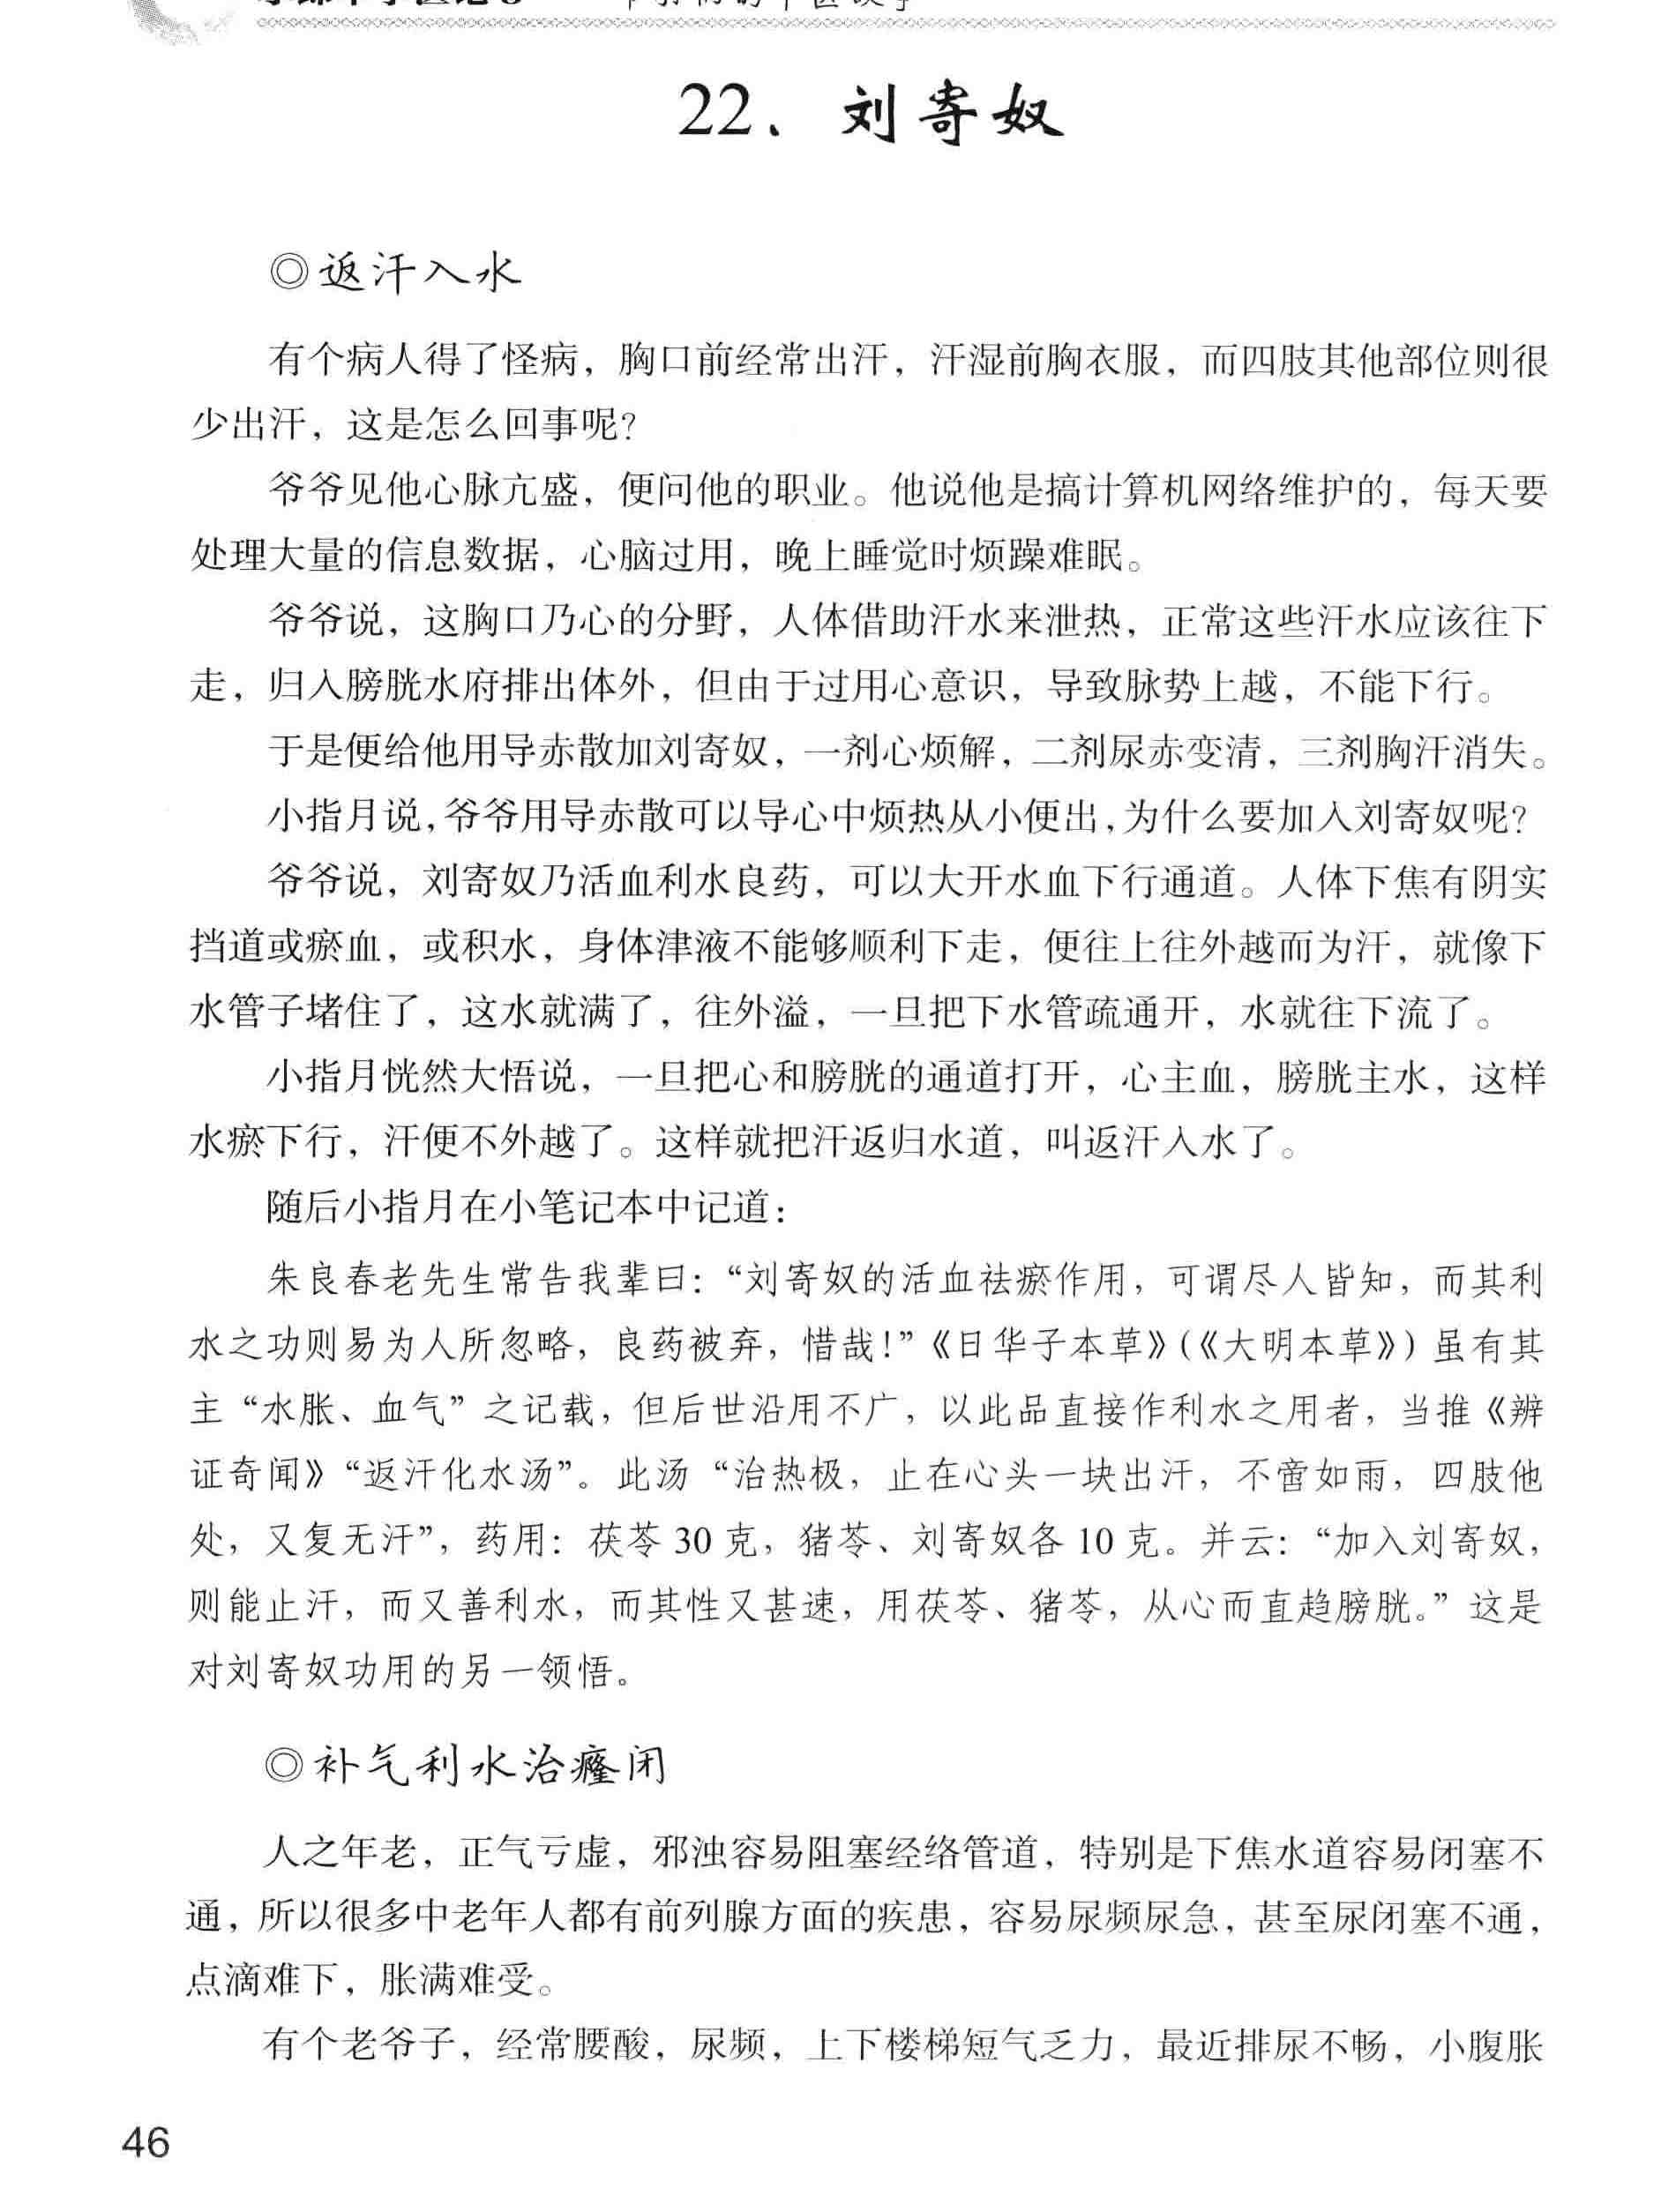 22、刘寄奴
◎返汗入水
有个病人得了怪病，胸口前经常出汗，汗湿前胸衣服，而四肢其他部位则很
少出汗，这是怎么回事呢？
爷爷见他心脉亢盛，便问他的职业。他说他是搞计算机网络维护的，每天要
处理大量的信息数据，心脑过用，晚上睡觉时烦躁难眠。
爷爷说，这胸口乃心的分野，人体借助汗水来泄热，正常这些汗水应该往下
走，归入膀胱水府排出体外，但由于过用心意识，导致脉势上越，不能下行。
于是便给他用导赤散加刘寄奴，一剂心烦解，二剂尿赤变清，三剂胸汗消失。
小指月说，爷爷用导赤散可以导心中烦热从小便出，为什么要加入刘寄奴呢？
爷爷说，刘寄奴乃活血利水良药，可以大开水血下行通道。人体下焦有阴实
挡道或瘀血，或积水，身体津液不能够顺利下走，便往上往外越而为汗，就像下
水管子堵住了，这水就满了，往外溢，一旦把下水管疏通开，水就往下流了。
小指月恍然大悟说，一旦把心和膀胱的通道打开，心主血，膀胱主水，这样
水瘀下行，汗便不外越了。这样就把汗返归水道，叫返汗入水了。
随后小指月在小笔记本中记道：
朱良春老先生常告我辈曰：“刘寄奴的活血祛瘀作用，可谓尽人皆知，而其利
水之功则易为人所忽略，良药被弃，惜哉！”《日华子本草》（《大明本草》）虽有其
主“水胀、血气”之记载，但后世沿用不广，以此品直接作利水之用者，当推《辨
证奇闻》“返汗化水汤”。此汤“治热极，止在心头一块出汗，不啻如雨，四肢他
处，又复无汗”，药用：茯苓 30 克，猪苓、刘寄奴各 10 克。并云：“加入刘寄奴，
则能止汗，而又善利水，而其性又甚速，用茯苓、猪苓，从心而直趋膀胱。”这是
对刘寄奴功用的另一领悟。
◎补气利水治癃闭
人之年老，正气亏虚，邪浊容易阻塞经络管道，特别是下焦水道容易闭塞不
通，所以很多中老年人都有前列腺方面的疾患，容易尿频尿急，甚至尿闭塞不通，
点滴难下，胀满难受。
有个老爷子，经常腰酸，尿频，上下楼梯短气乏力，最近排尿不畅，小腹胀
46